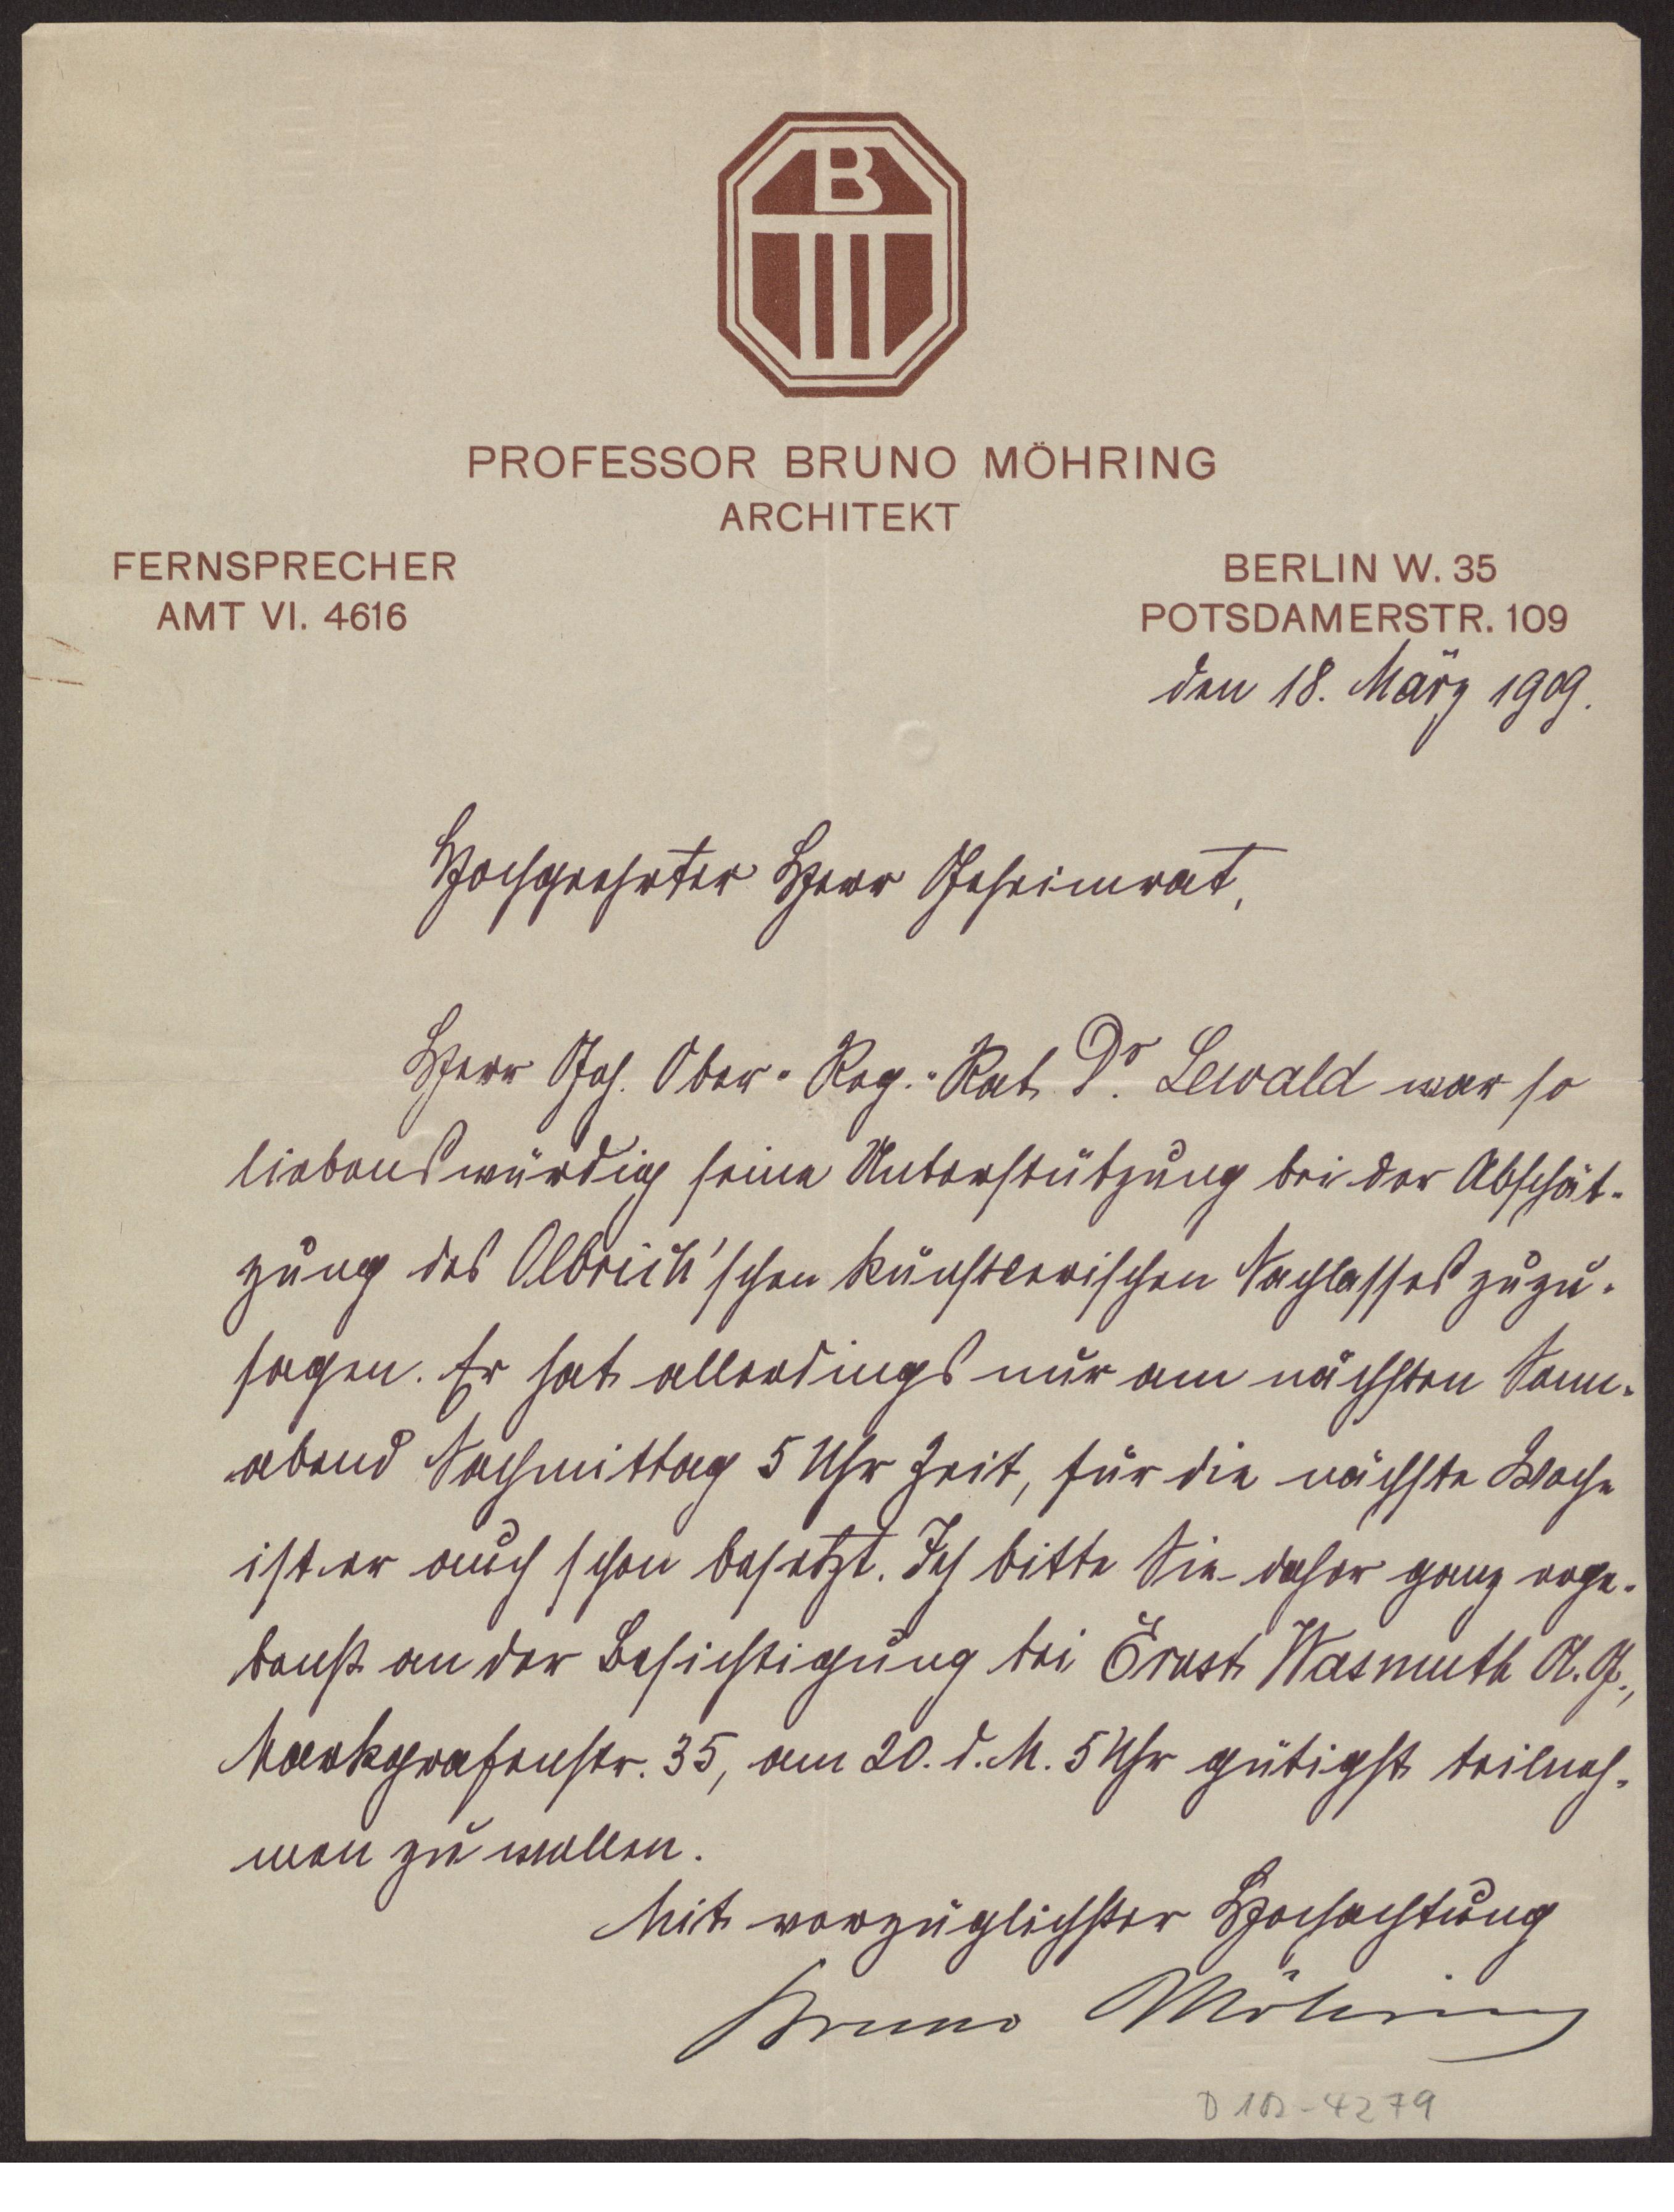 B
PROFESSOR BRUNO MÖHRING
ARCHITEKT
FERNSPRECHER
AMT VI. 4616
BERLIN W. 35
POTSDAMERSTR. 109
den 18. März 1909.
Hochgeehrter Herr Geheimrat,
Herr Geh. Ober-Reg.-Rat Dr. Lewald war so
liebenswürdig seine Unterstützung bei der Abschät-
zung des Olbrich'schen künstlerischen Nachlasses zuzu-
sagen. Er hat allerdings nur am nächsten Sonn-
abend Nachmittag 5 Uhr Zeit, für die nächste Woche
ist er auch schon besetzt. Ich bitte Sie daher ganz erge-
benst an der Besichtigung bei Ernst Wasmuth A.G.,
Markgrafenstr. 35, am 20. d. M. 5 Uhr gütigst teilneh-
men zu wollen.
Mit vorzüglichster Hochachtung
Bruno Möhring
D 102-4279